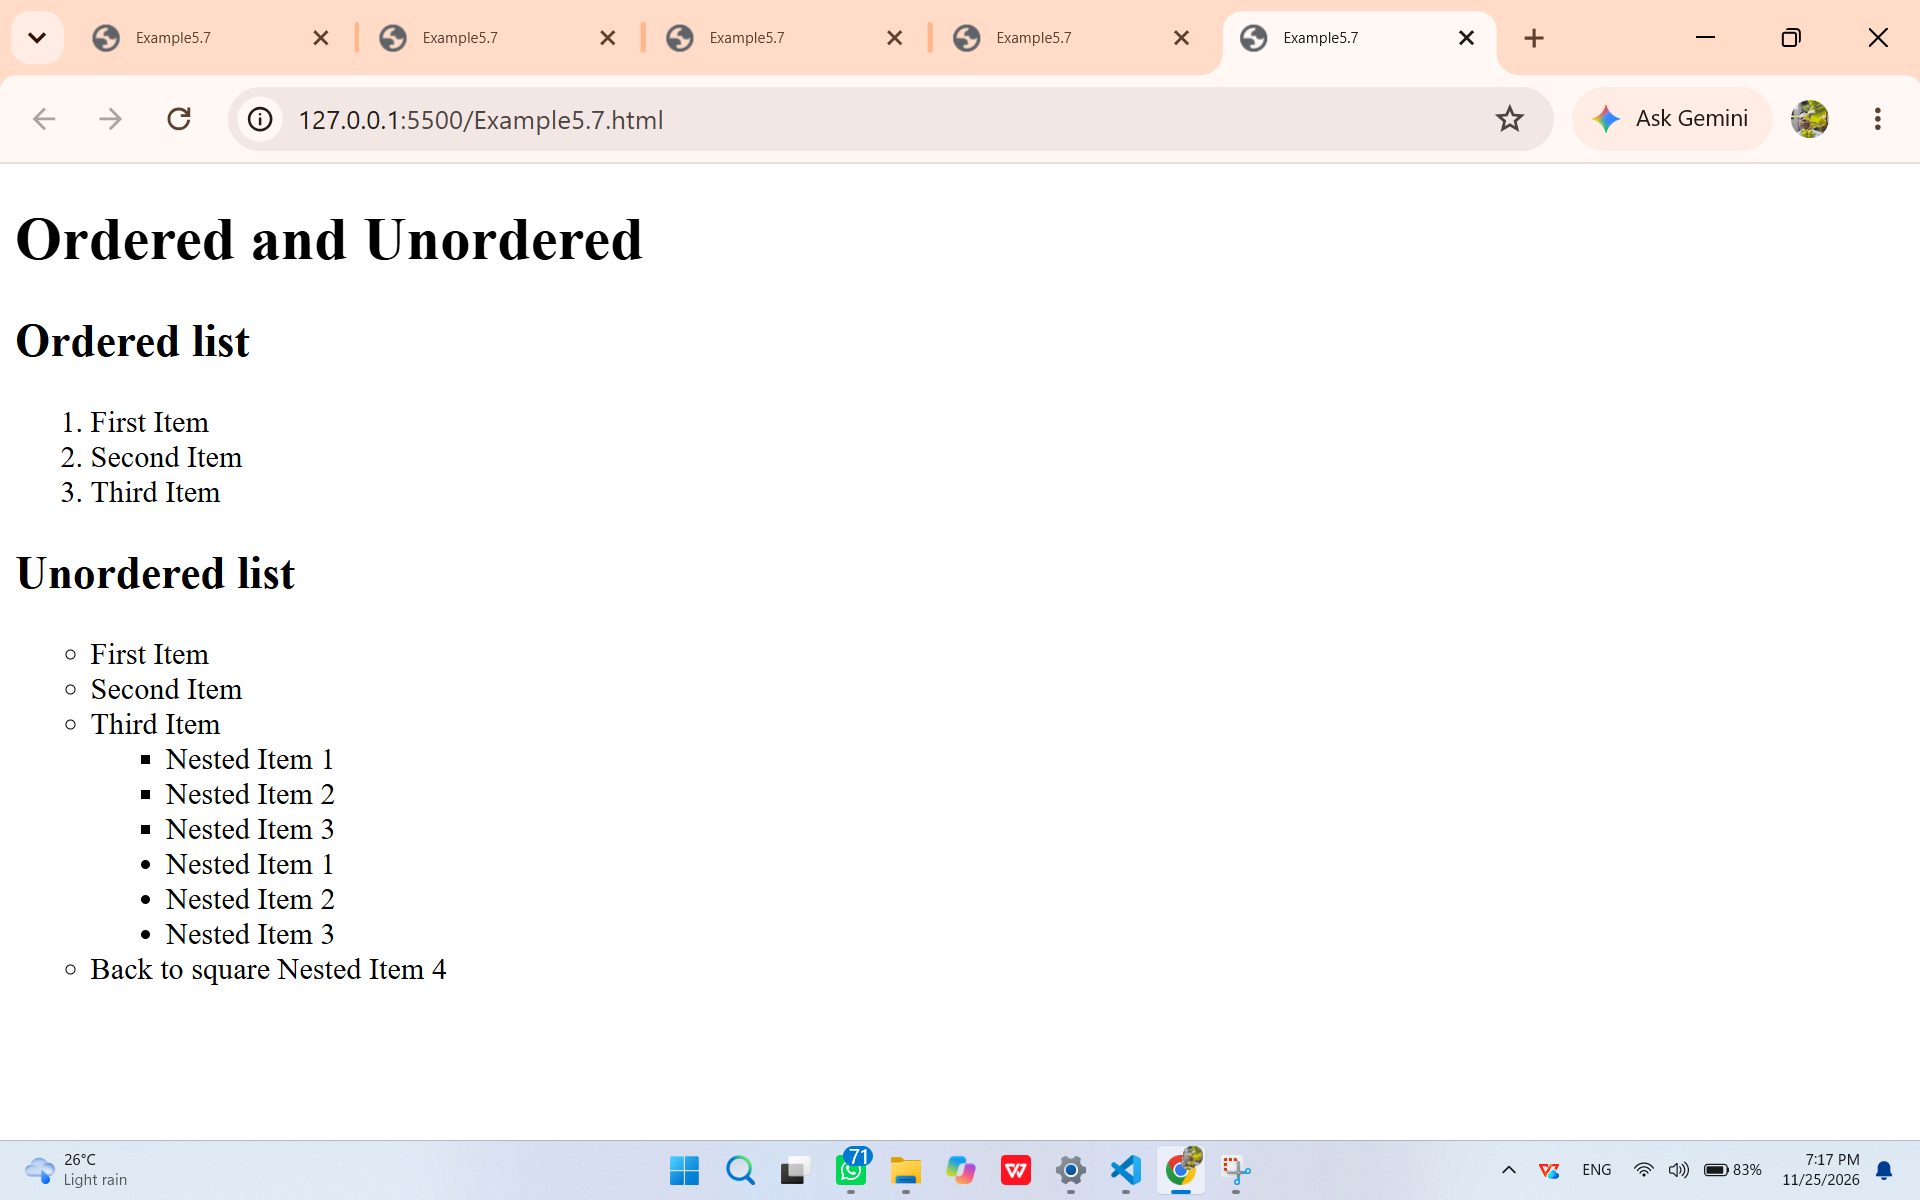 Example5.7
Example5.7
Example5.7
Example5.7
Example5.7
127.0.0.1:5500/Example5.7.html
Ask Gemini
Ordered and Unordered
Ordered list
1. First Item
2. Second Item
3. Third Item
Unordered list
First Item
Second Item
Third Item
Nested Item 1
Nested Item 2
Nested Item 3
Nested Item 1
Nested Item 2
Nested Item 3
Back to square Nested Item 4
26°C
Light rain
71
ENG
83%
7:17 PM
11/25/2026